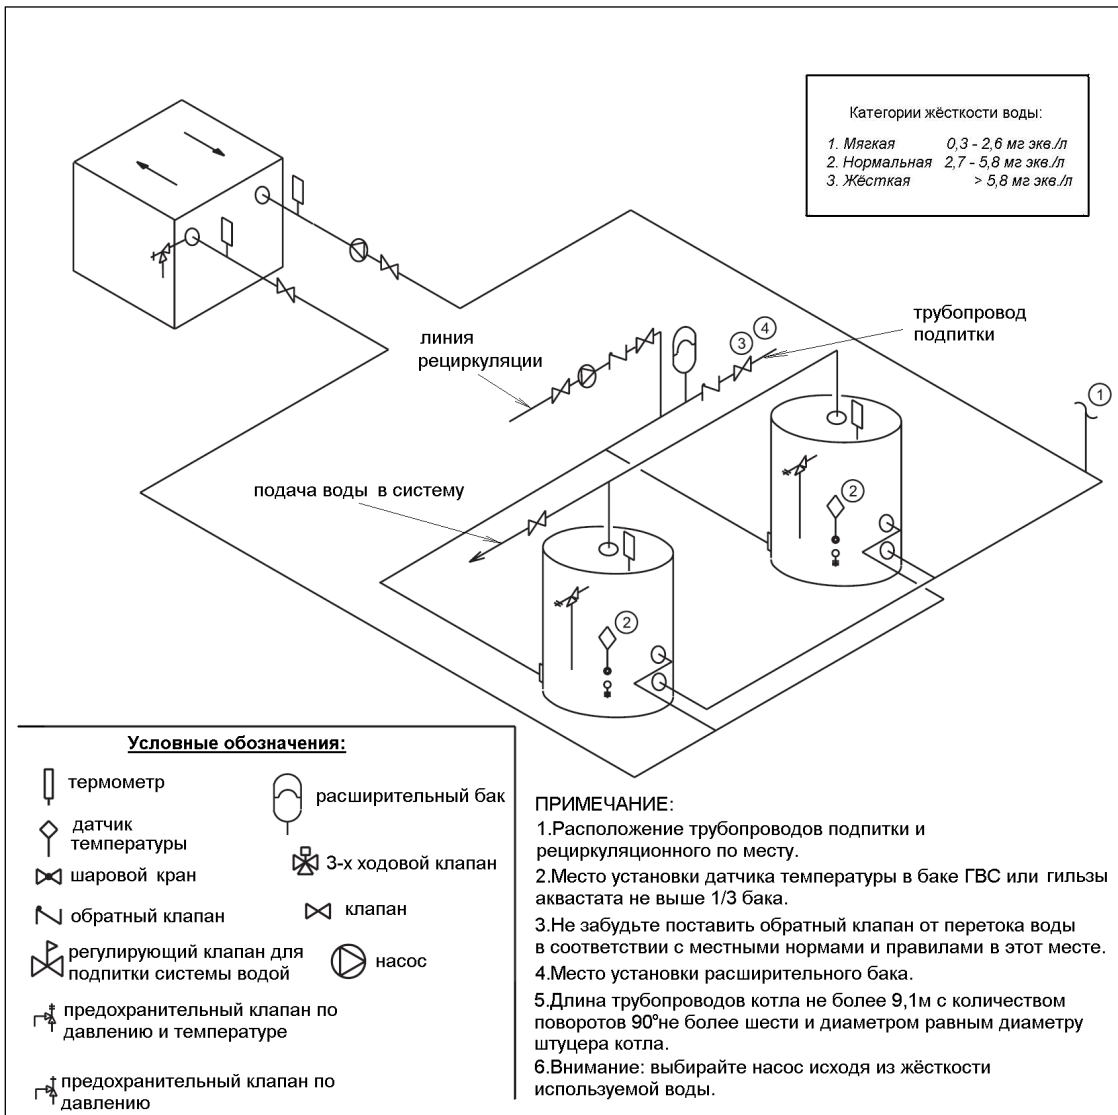 Категории жёсткости воды:
1. Мягкая 0,3 - 2,6 мг экв./л
2. Нормальная 2,7 - 5,8 мг экв./л
3. Жёсткая > 5,8 мг экв./л
трубопровод
подпитки
4
3
линия
рециркуляции
1
подача воды в систему
2
2
Условные обозначения:
термометр
расширительный бак
датчик
температуры
3-х ходовой клапан
шаровой кран
клапан
обратный клапан
регулирующий клапан для
подпитки системы водой
насос
предохранительный клапан по
давлению и температуре
предохранительный клапан по
давлению
ПРИМЕЧАНИЕ:
1.Расположение трубопроводов подпитки и
рециркуляционного по месту.
2.Место установки датчика температуры в баке ГВС или гильзы
аквастата не выше 1/3 бака.
3.Не забудьте поставить обратный клапан от перетока воды
в соответствии с местными нормами и правилами в этот месте.
4.Место установки расширительного бака.
5.Длина трубопроводов котла не более 9,1м с количеством
поворотов 90°не более шести и диаметром равным диаметру
штуцера котла.
6.Внимание: выбирайте насос исходя из жёсткости
используемой воды.